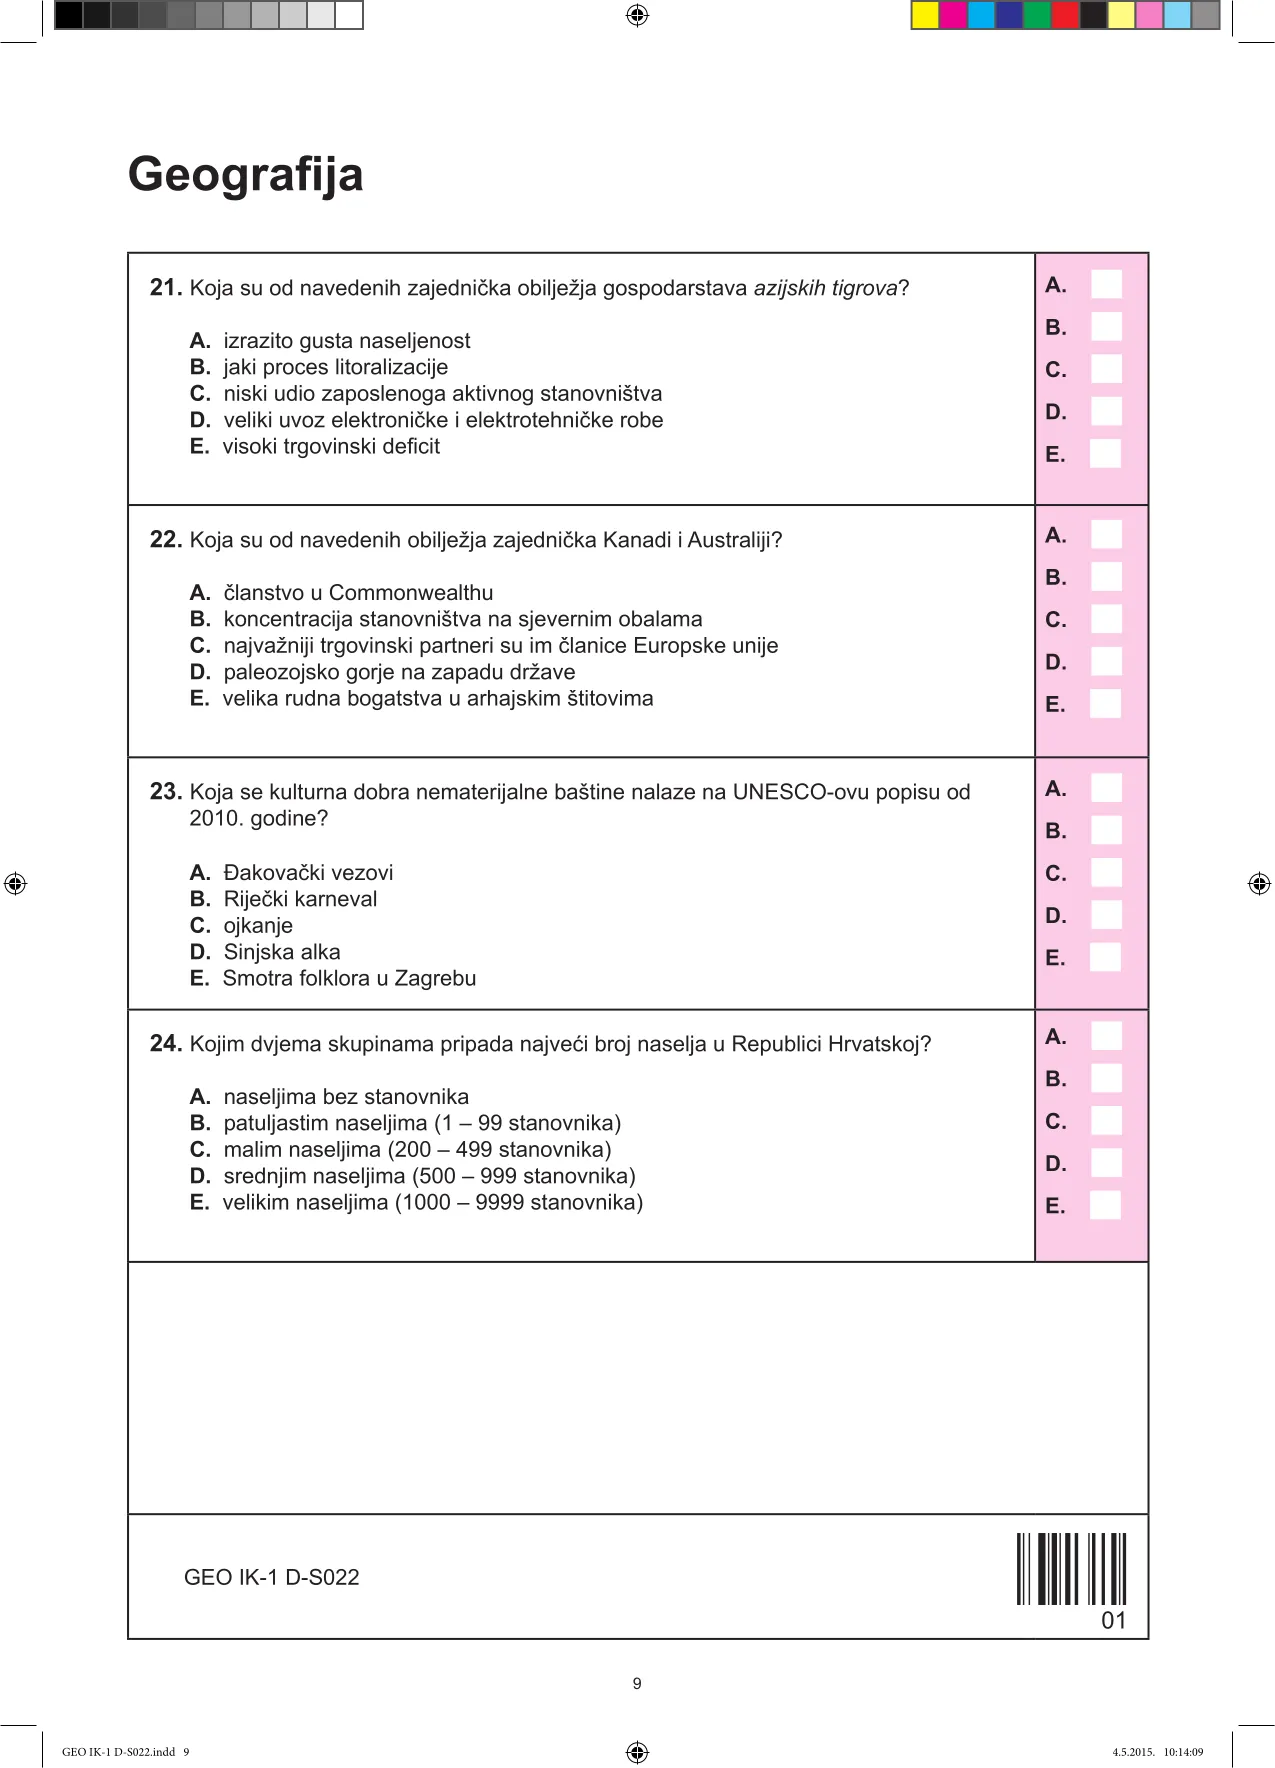 Geografija
21. Koja su od navedenih zajednička obilježja gospodarstava azijskih tigrova?
A. izrazito gusta naseljenost
B. jaki proces litoralizacije
C. niski udio zaposlenoga aktivnog stanovništva
D. veliki uvoz elektroničke i elektrotehničke robe
E. visoki trgovinski deficit
A.
B.
C.
D.
E.
22. Koja su od navedenih obilježja zajednička Kanadi i Australiji?
A. članstvo u Commonwealthu
B. koncentracija stanovništva na sjevernim obalama
C. najvažniji trgovinski partneri su im članice Europske unije
D. paleozojsko gorje na zapadu države
E. velika rudna bogatstva u arhajskim štitovima
A.
B.
C.
D.
E.
23. Koja se kulturna dobra nematerijalne baštine nalaze na UNESCO-ovu popisu od
2010. godine?
A. Đakovački vezovi
B. Riječki karneval
C. ojkanje
D. Sinjska alka
E. Smotra folklora u Zagrebu
A.
B.
C.
D.
E.
24. Kojim dvjema skupinama pripada najveći broj naselja u Republici Hrvatskoj?
A. naseljima bez stanovnika
B. patuljastim naseljima (1 – 99 stanovnika)
C. malim naseljima (200 – 499 stanovnika)
D. srednjim naseljima (500 – 999 stanovnika)
E. velikim naseljima (1000 – 9999 stanovnika)
A.
B.
C.
D.
E.
GEO IK-1 D-S022
01
9
GEO IK-1 D-S022.indd 9
4.5.2015. 10:14:09